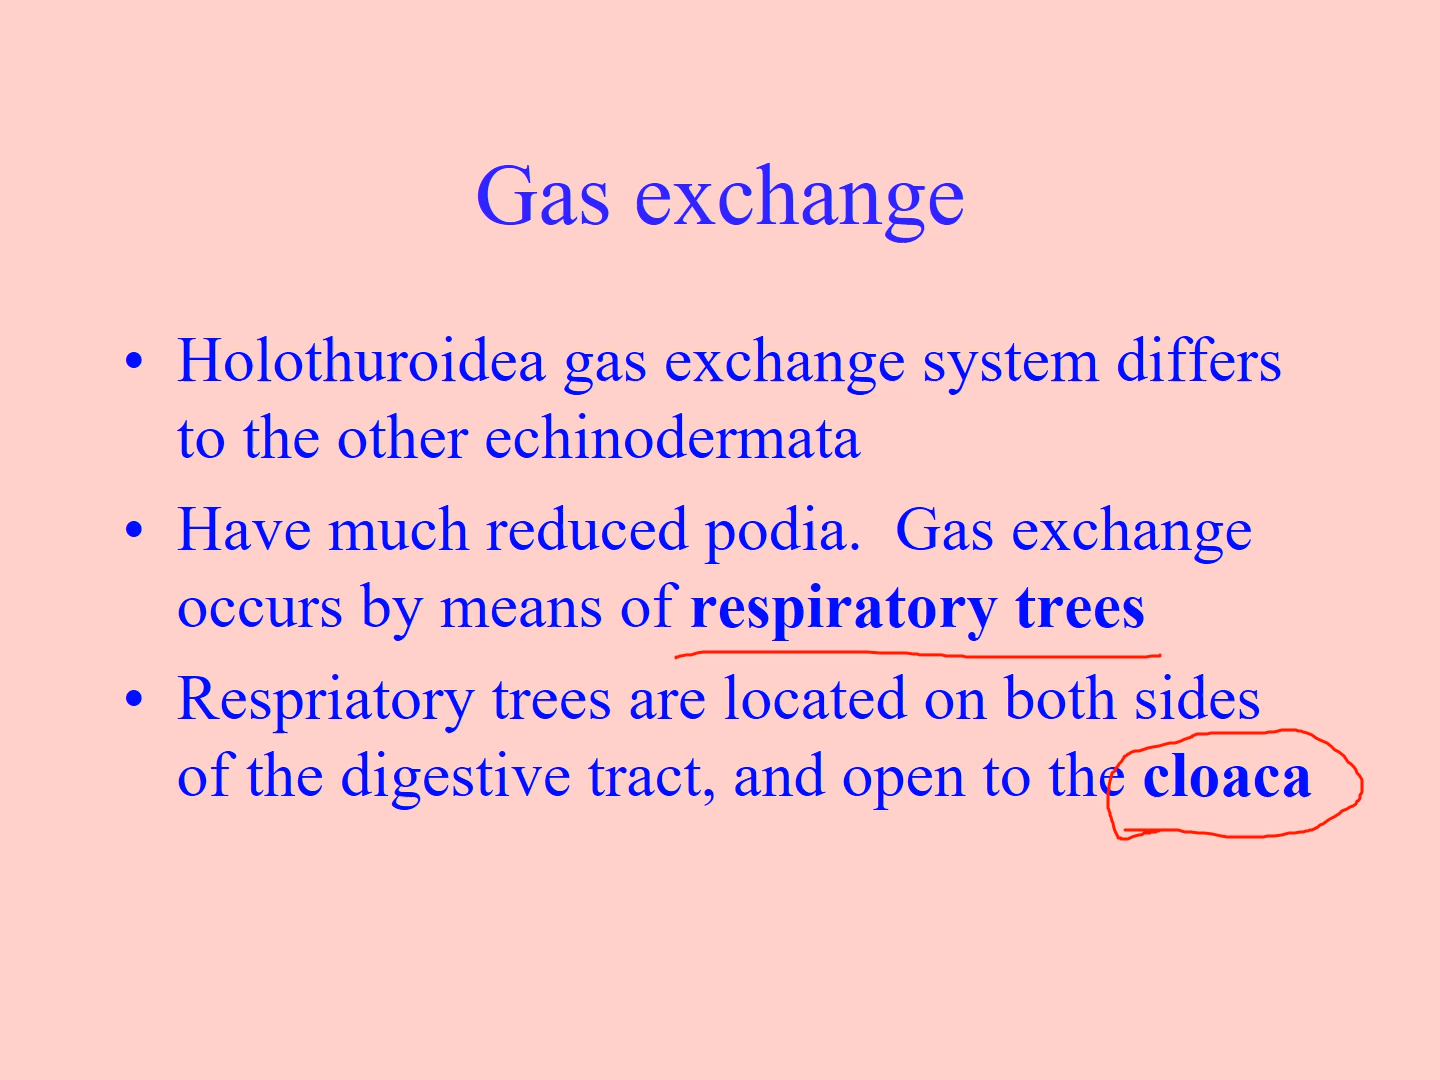 Gas exchange
• Holothuroidea gas exchange system differs
to the other echinodermata
• Have much reduced podia.  Gas exchange
occurs by means of respiratory trees
• Respriatory trees are located on both sides
of the digestive tract, and open to the cloaca